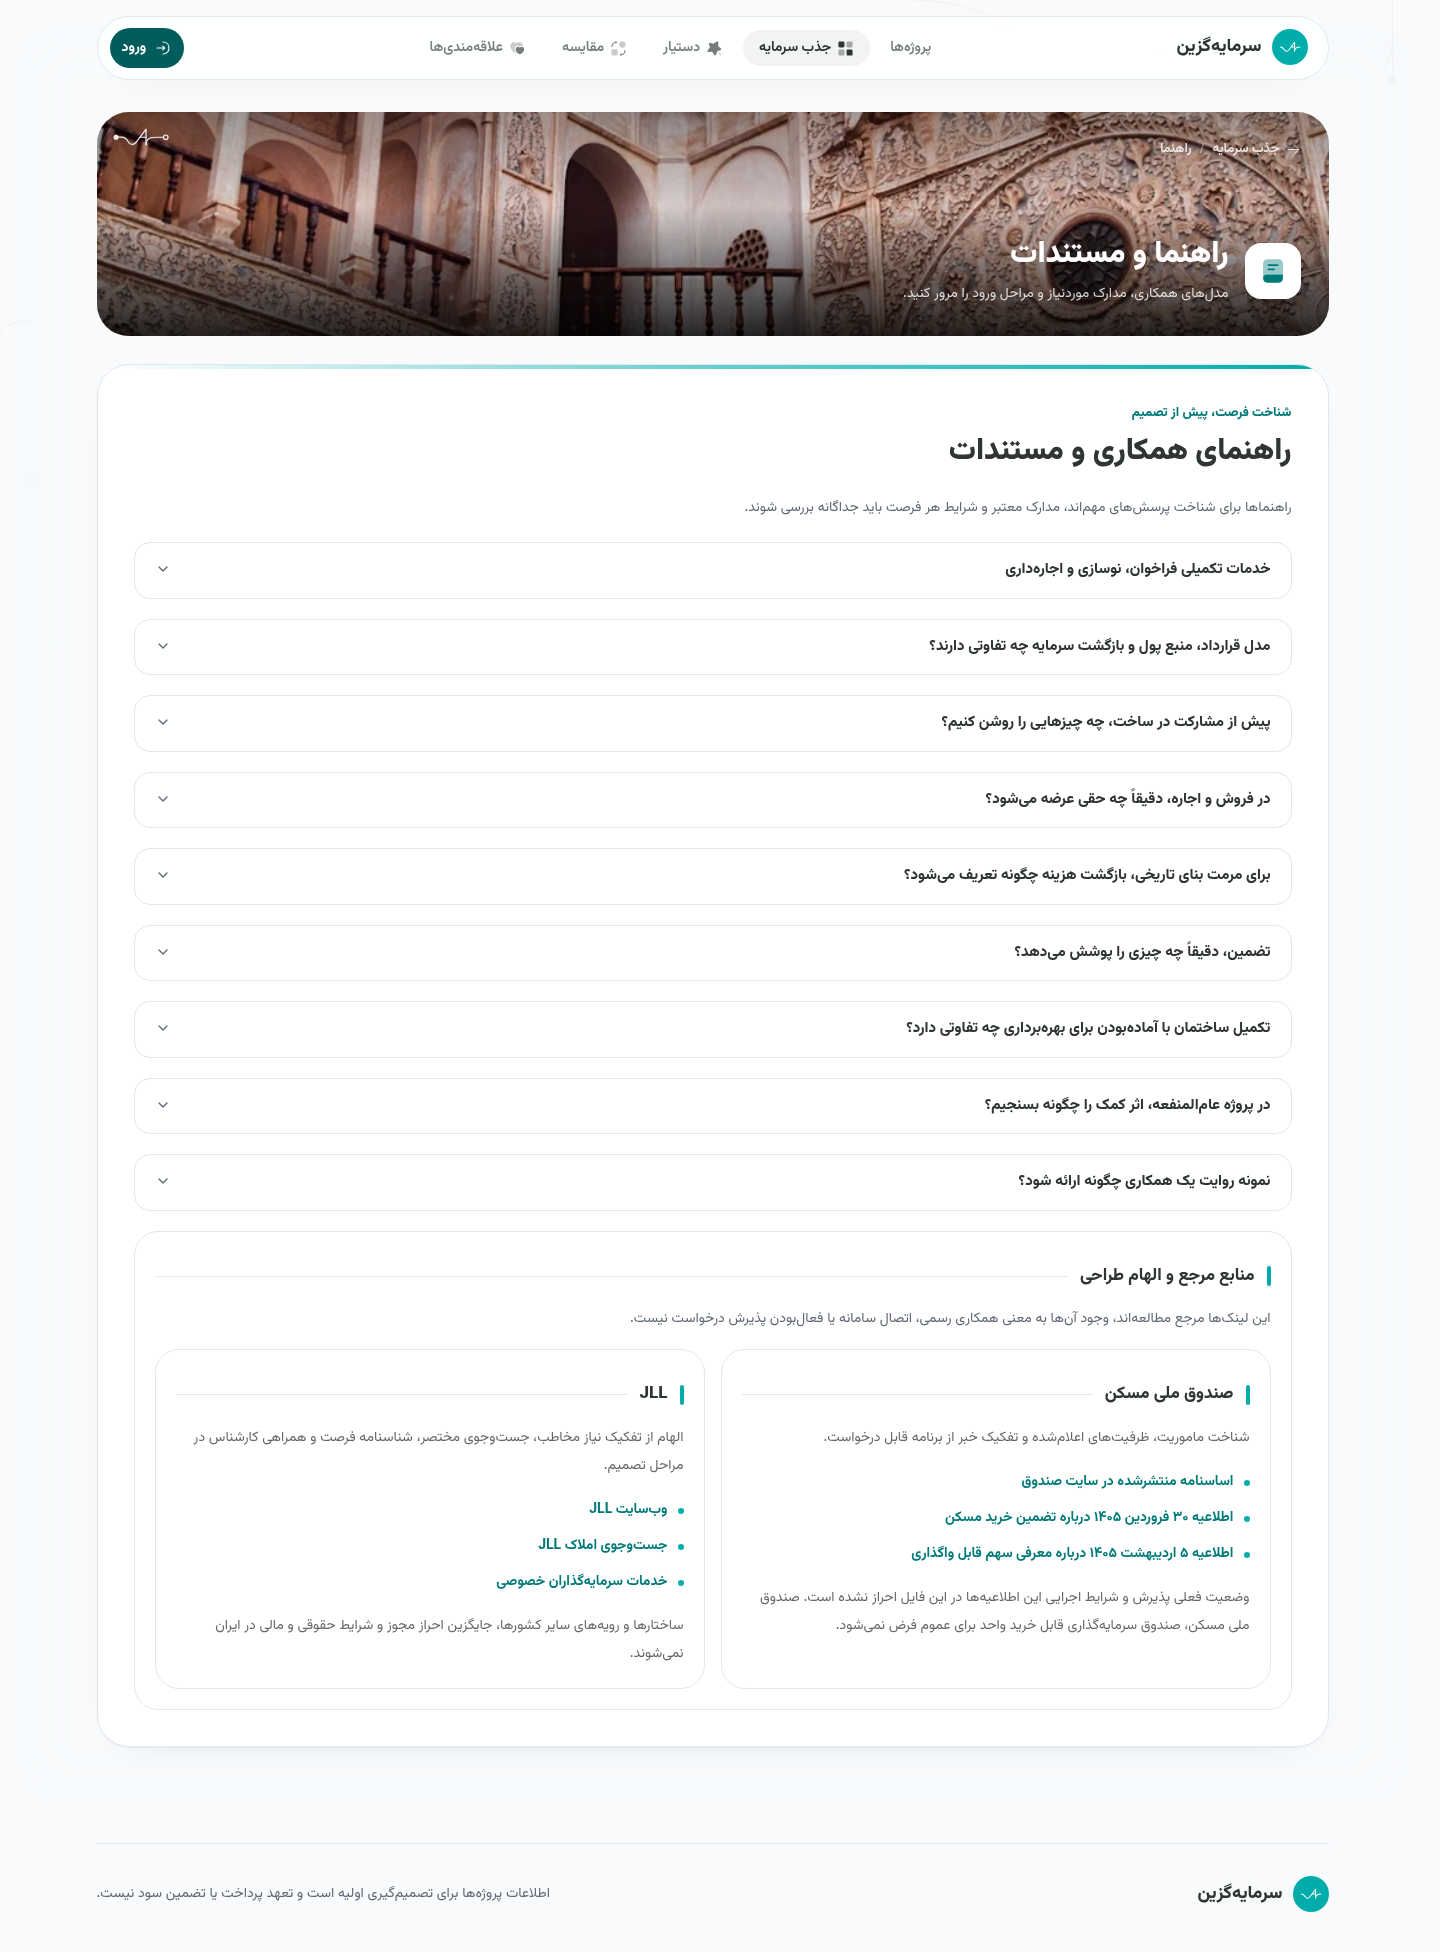 سرمایه‌گزین
پروژه‌ها
جذب سرمایه
دستیار
مقایسه
علاقه‌مندی‌ها
ورود
جذب سرمایه / راهنما
راهنما و مستندات
مدل‌های همکاری، مدارک موردنیاز و مراحل ورود را مرور کنید.
شناخت فرصت، پیش از تصمیم
راهنمای همکاری و مستندات
راهنماها برای شناخت پرسش‌های مهم‌اند، مدارک معتبر و شرایط هر فرصت باید جداگانه بررسی شوند.
خدمات تکمیلی فراخوان، نوسازی و اجاره‌داری
مدل قرارداد، منبع پول و بازگشت سرمایه چه تفاوتی دارند؟
پیش از مشارکت در ساخت، چه چیزهایی را روشن کنیم؟
در فروش و اجاره، دقیقاً چه حقی عرضه می‌شود؟
برای مرمت بنای تاریخی، بازگشت هزینه چگونه تعریف می‌شود؟
تضمین، دقیقاً چه چیزی را پوشش می‌دهد؟
تکمیل ساختمان با آماده‌بودن برای بهره‌برداری چه تفاوتی دارد؟
در پروژه عام‌المنفعه، اثر کمک را چگونه بسنجیم؟
نمونه روایت یک همکاری چگونه ارائه شود؟
منابع مرجع و الهام طراحی
این لینک‌ها مرجع مطالعه‌اند، وجود آن‌ها به معنی همکاری رسمی، اتصال سامانه یا فعال‌بودن پذیرش درخواست نیست.
صندوق ملی مسکن
شناخت ماموریت، ظرفیت‌های اعلام‌شده و تفکیک خبر از برنامه قابل درخواست.
اساسنامه منتشرشده در سایت صندوق
اطلاعیه ۳۰ فروردین ۱۴۰۵ درباره تضمین خرید مسکن
اطلاعیه ۵ اردیبهشت ۱۴۰۵ درباره معرفی سهم قابل واگذاری
وضعیت فعلی پذیرش و شرایط اجرایی این اطلاعیه‌ها در این فایل احراز نشده است. صندوق
ملی مسکن، صندوق سرمایه‌گذاری قابل خرید واحد برای عموم فرض نمی‌شود.
JLL
الهام از تفکیک نیاز مخاطب، جست‌وجوی مختصر، شناسنامه فرصت و همراهی کارشناس در
مراحل تصمیم.
وب‌سایت JLL
جست‌وجوی املاک JLL
خدمات سرمایه‌گذاران خصوصی
ساختارها و رویه‌های سایر کشورها، جایگزین احراز مجوز و شرایط حقوقی و مالی در ایران
نمی‌شوند.
سرمایه‌گزین
اطلاعات پروژه‌ها برای تصمیم‌گیری اولیه است و تعهد پرداخت یا تضمین سود نیست.